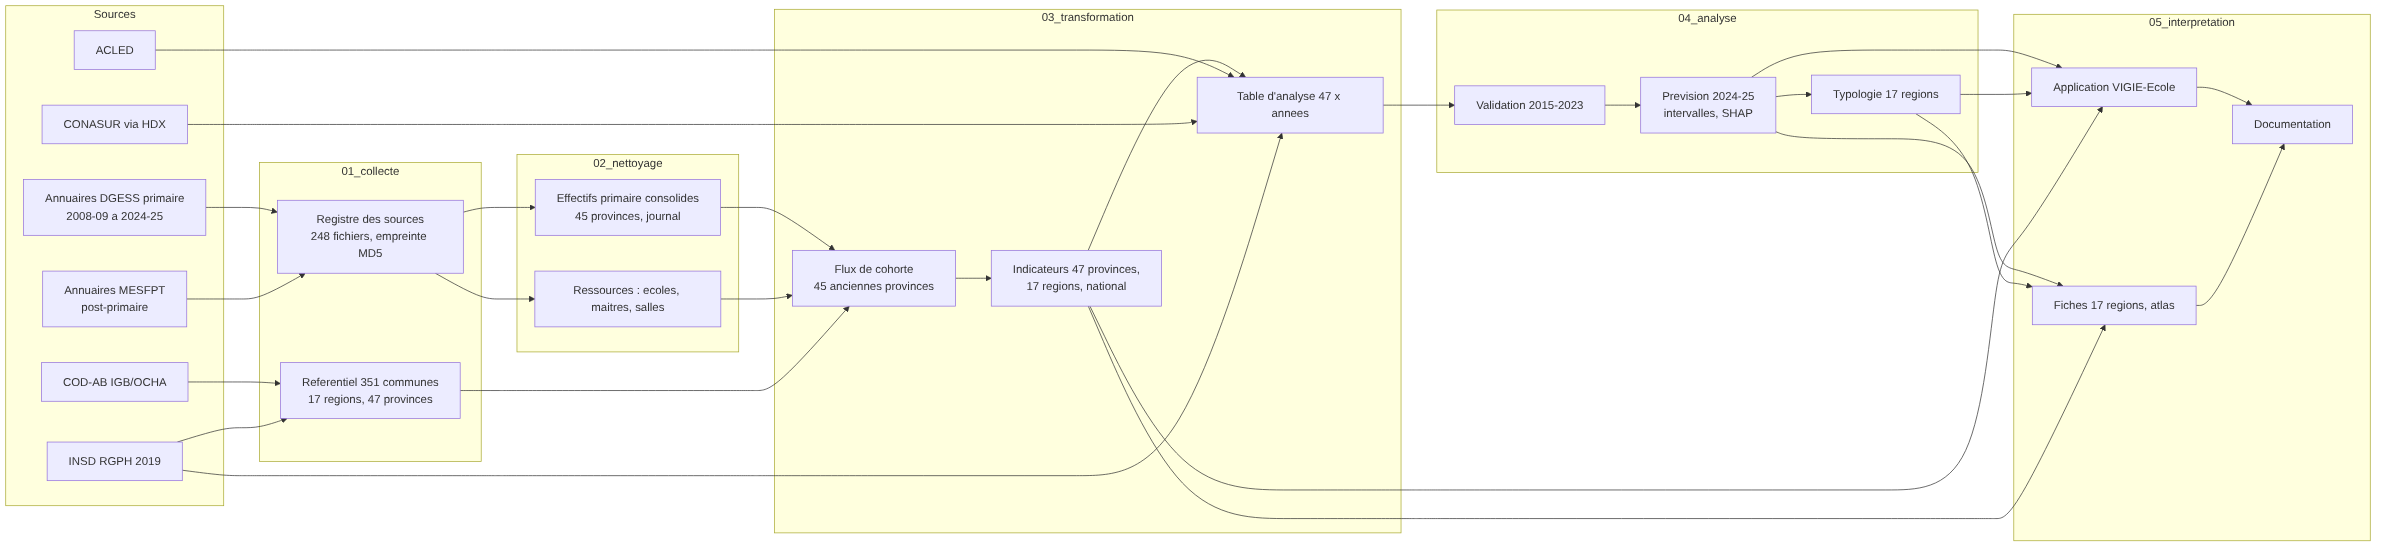 Sources
ACLED
CONASUR via HDX
Annuaires DGESS primaire
2008-09 a 2024-25
Annuaires MESFPT
post-primaire
COD-AB IGB/OCHA
INSD RGPH 2019
01_collecte
Registre des sources
248 fichiers, empreinte
MD5
Referentiel 351 communes
17 regions, 47 provinces
02_nettoyage
Effectifs primaire consolides
45 provinces, journal
Ressources : ecoles,
maitres, salles
03_transformation
Flux de cohorte
45 anciennes provinces
Indicateurs 47 provinces,
17 regions, national
Table d'analyse 47 x
annees
04_analyse
Validation 2015-2023
Prevision 2024-25
intervalles, SHAP
Typologie 17 regions
05_interpretation
Application VIGIE-Ecole
Documentation
Fiches 17 regions, atlas